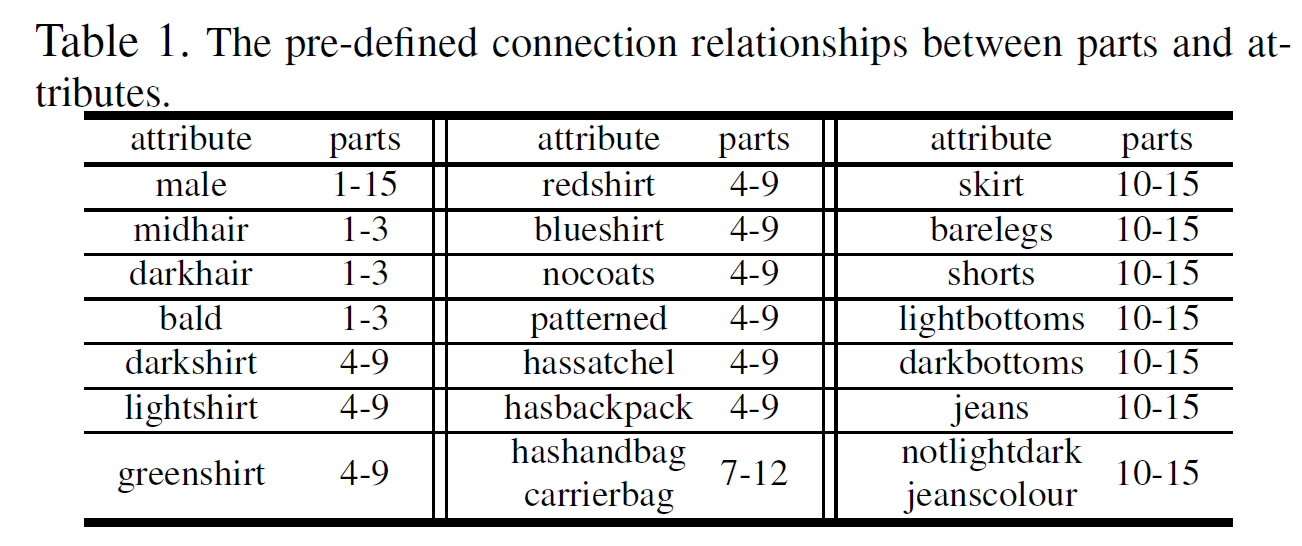 Table 1. The pre-defined connection relationships between parts and at-
tributes.
attribute parts attribute parts attribute parts
male 1-15 redshirt 4-9 skirt 10-15
midhair 1-3 blueshirt 4-9 barelegs 10-15
darkhair 1-3 nocoats 4-9 shorts 10-15
bald 1-3 patterned 4-9 lightbottoms 10-15
darkshirt 4-9 hassatchel 4-9 darkbottoms 10-15
lightshirt 4-9 hasbackpack 4-9 jeans 10-15
greenshirt 4-9 hashandbag 7-12 notlightdark 10-15
carrierbag jeanscolour